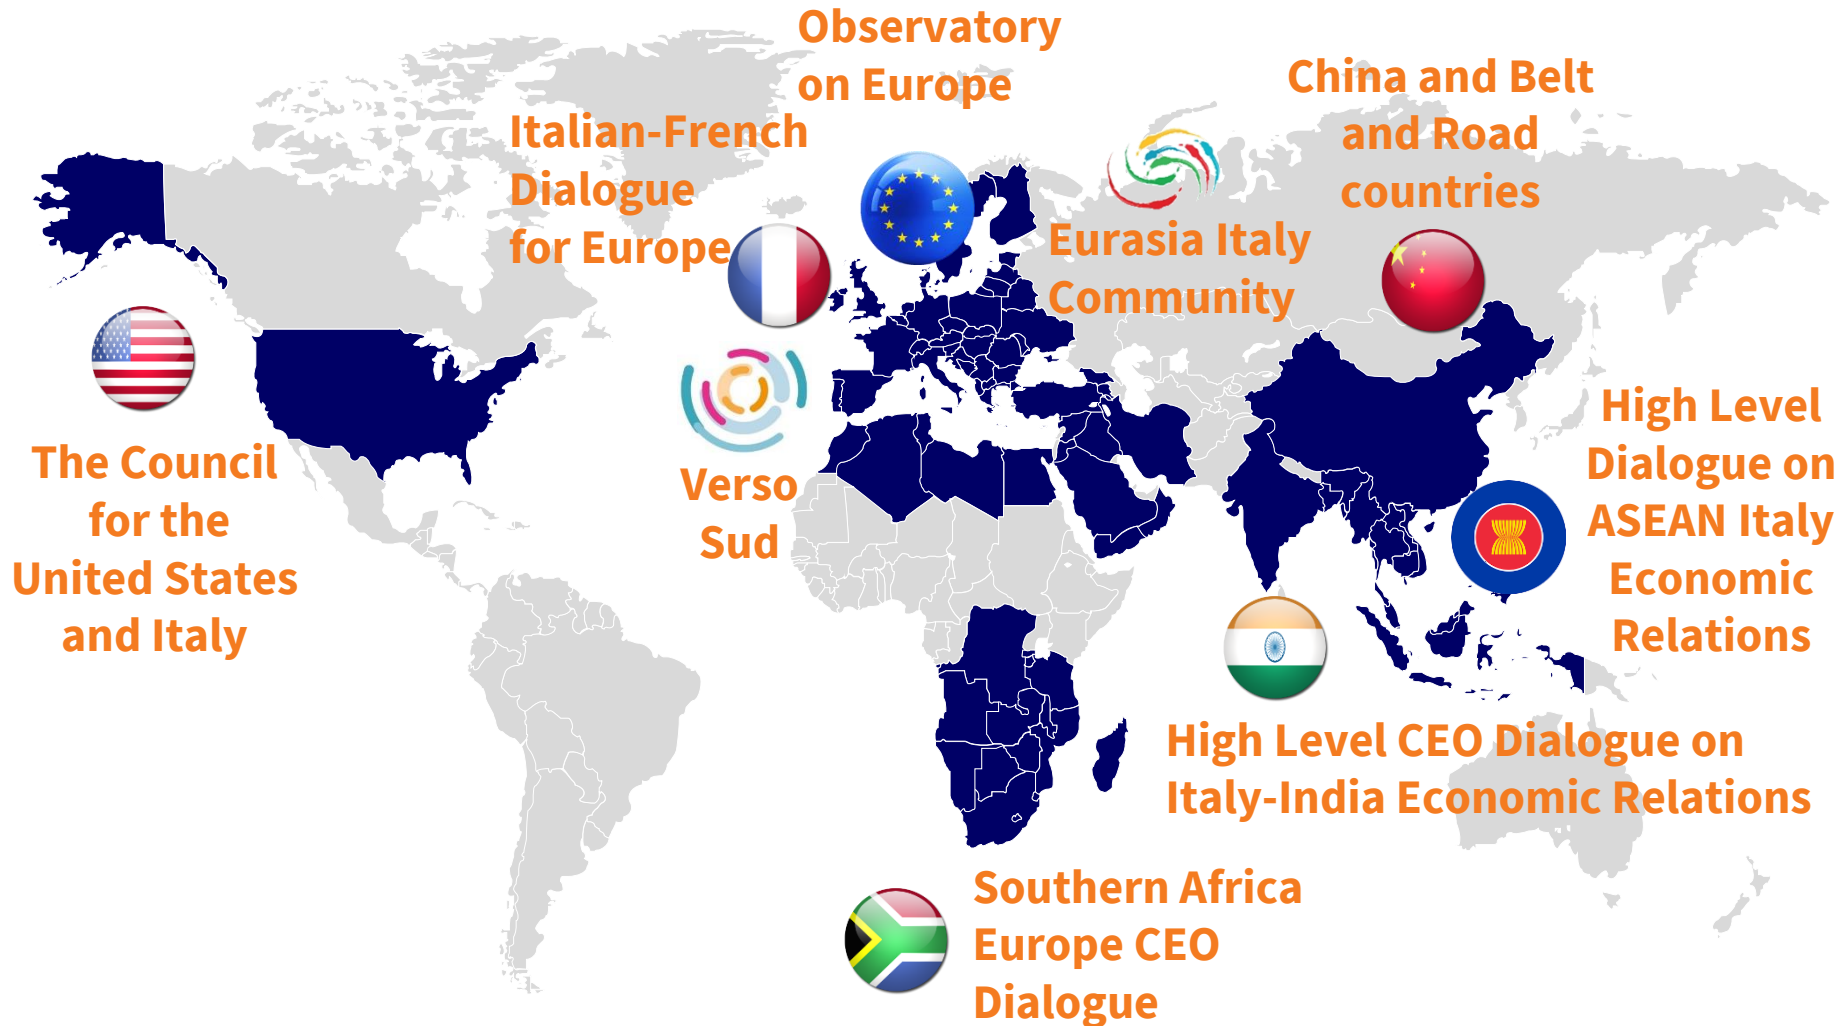 Observatory
on Europe
Italian-French
Dialogue
for Europe
China and Belt
and Road
countries
Eurasia Italy
Community
The Council
for the
United States
and Italy
Verso
Sud
High Level
Dialogue on
ASEAN Italy
Economic
Relations
High Level CEO Dialogue on
Italy-India Economic Relations
Southern Africa
Europe CEO
Dialogue